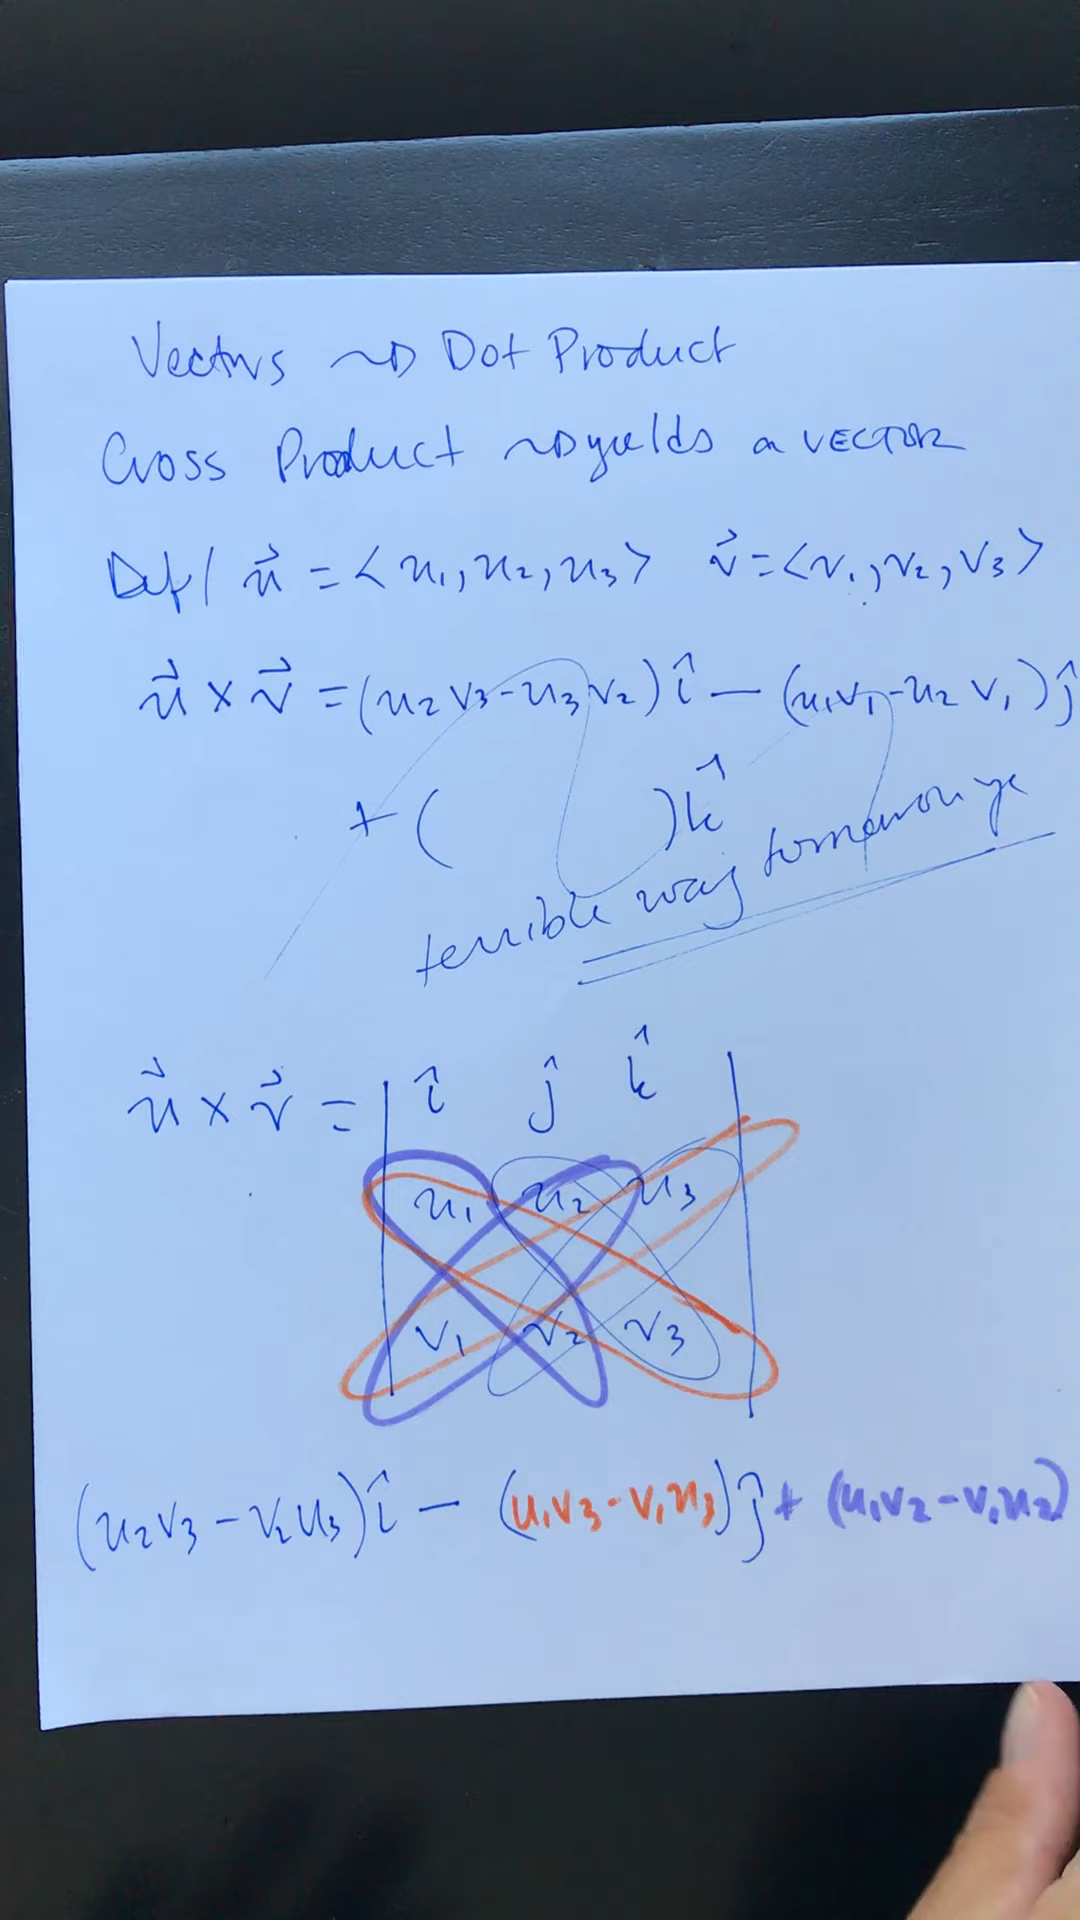 Vectors ~> Dot Product
Cross Product ~> yields a VECTOR
Def/ u⃗ = <u₁, u₂, u₃> v⃗ = <v₁, v₂, v₃>
u⃗ × v⃗ = (u₂v₃ - u₃v₂) î — (u₁v₁ - u₂v₁) ĵ
+ ( ) k̂
terrible way to memorize
u⃗ × v⃗ = | î ĵ k̂ |
u₁ u₂ u₃
v₁ v₂ v₃
(u₂v₃ - v₂u₃) î — (u₁v₃ - v₁u₃) ĵ + (u₁v₂ - v₁u₂)